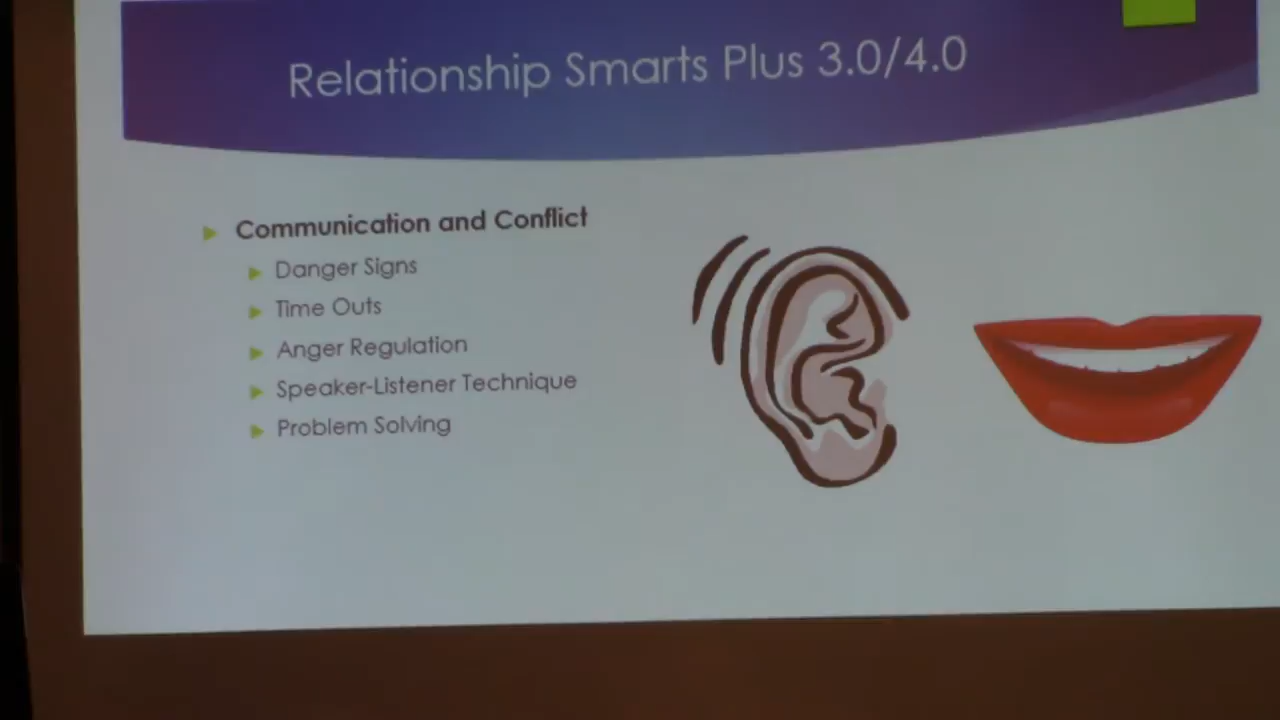 Relationship Smarts Plus 3.0/4.0
Communication and Conflict
Danger Signs
Time Outs
Anger Regulation
Speaker-Listener Technique
Problem Solving